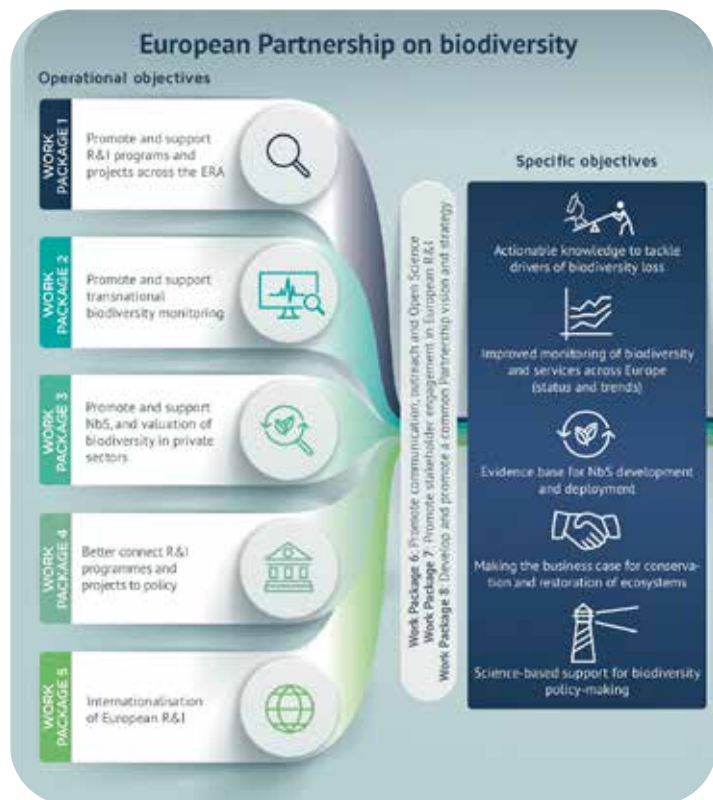 European Partnership on biodiversity
Operational objectives
WORK
PACKAGE 1
Promote and support
R&I programs and
projects across the ERA
WORK
PACKAGE 2
Promote and support
transnational
biodiversity monitoring
WORK
PACKAGE 3
Promote and support
NbS, and valuation of
biodiversity in private
sectors
WORK
PACKAGE 4
Better connect R&I
programmes and
projects to policy
WORK
PACKAGE 5
Internationalisation
of European R&I
Work Package 6: Promote communication, outreach and Open Science
Work Package 7: Promote stakeholder engagement in European R&I
Work Package 8: Develop and promote a common Partnership vision and strategy
Specific objectives
Actionable knowledge to tackle
drivers of biodiversity loss
Improved monitoring of biodiversity
and services across Europe
(status and trends)
Evidence base for NbS development
and deployment
Making the business case for conserva-
tion and restoration of ecosystems
Science-based support for biodiversity
policy-making